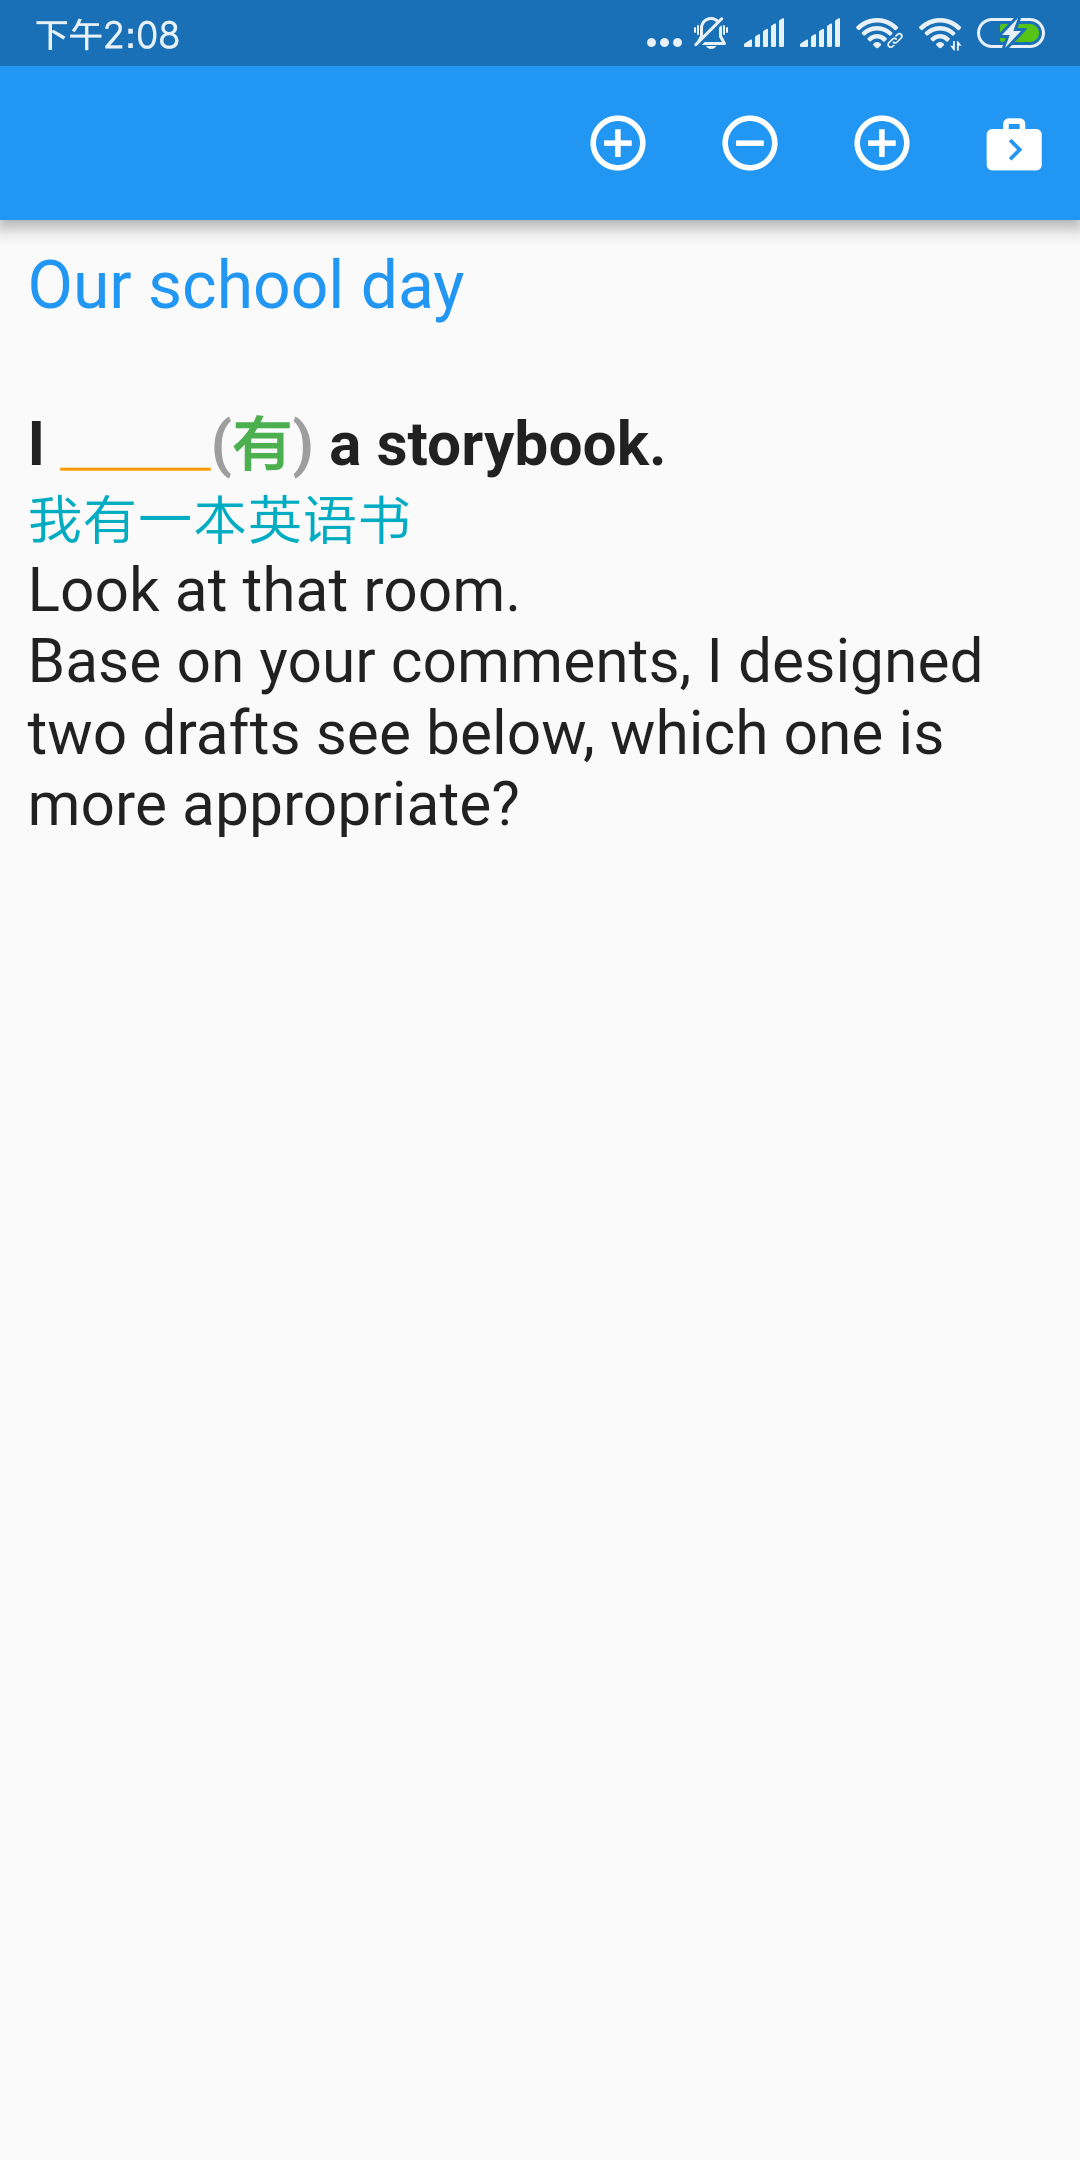 下午2:08
Our school day
I ______(有) a storybook.
我有一本英语书
Look at that room.
Base on your comments, I designed
two drafts see below, which one is
more appropriate?